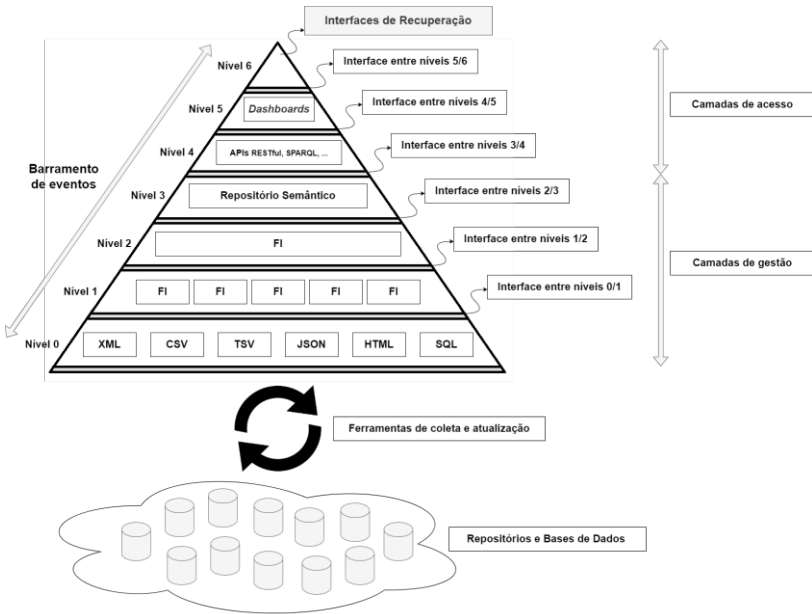 Interfaces de Recuperação
Nível 6
Interface entre níveis 5/6
Nível 5
Dashboards
Interface entre níveis 4/5
Camadas de acesso
Nível 4
APIs RESTful, SPARQL, ...
Interface entre níveis 3/4
Barramento
de eventos
Nível 3
Repositório Semântico
Interface entre níveis 2/3
Nível 2
FI
Interface entre níveis 1/2
Camadas de gestão
Nível 1
FI FI FI FI FI
Interface entre níveis 0/1
Nível 0
XML CSV TSV JSON HTML SQL
Ferramentas de coleta e atualização
Repositórios e Bases de Dados